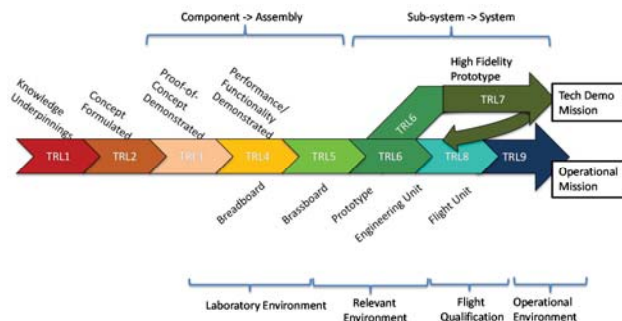 Component -> Assembly
Sub-system -> System
Knowledge
Underpinnings
Concept
Formulated
Proof-of-
Concept
Demonstrated
Performance/
Functionality
Demonstrated
High Fidelity
Prototype
TRL7
Tech Demo
Mission
TRL6
TRL1
TRL2
TRL3
TRL4
TRL5
TRL6
TRL8
TRL9
Operational
Mission
Breadboard
Brassboard
Prototype
Engineering Unit
Flight Unit
Laboratory Environment
Relevant
Environment
Flight
Qualification
Operational
Environment